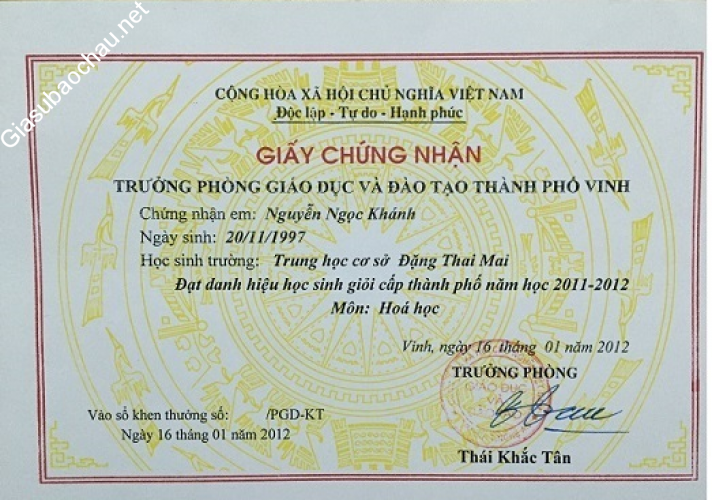 Giasubaochau.net
CỘNG HÒA XÃ HỘI CHỦ NGHĨA VIỆT NAM
Độc lập - Tự do - Hạnh phúc
GIẤY CHỨNG NHẬN
TRƯỞNG PHÒNG GIÁO DỤC VÀ ĐÀO TẠO THÀNH PHỐ VINH
Chứng nhận em: Nguyễn Ngọc Khánh
Ngày sinh: 20/11/1997
Học sinh trường: Trung học cơ sở Đặng Thai Mai
Đạt danh hiệu học sinh giỏi cấp thành phố năm học 2011-2012
Môn: Hoá học
Vinh, ngày 16 tháng 01 năm 2012
TRƯỞNG PHÒNG
GIÁO DỤC
VÀ
Vào sổ khen thưởng số: /PGD-KT
Ngày 16 tháng 01 năm 2012
Thái Khắc Tân